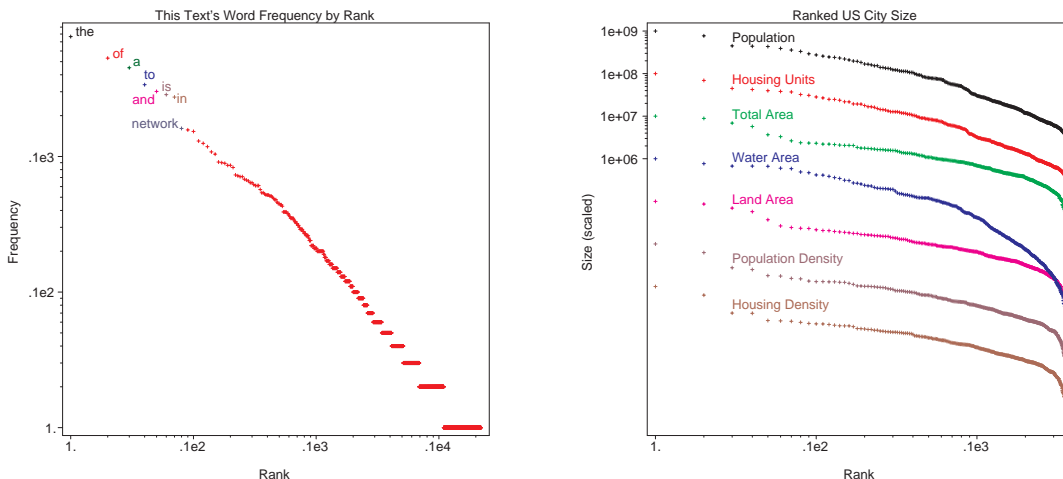 This Text's Word Frequency by Rank
the
of
a
to
is
and
in
network
.1e3
.1e2
1.
Frequency
1.
.1e2
.1e3
.1e4
Rank
Ranked US City Size
1e+09
1e+08
1e+07
1e+06
Size (scaled)
Population
Housing Units
Total Area
Water Area
Land Area
Population Density
Housing Density
1.
.1e2
.1e3
Rank